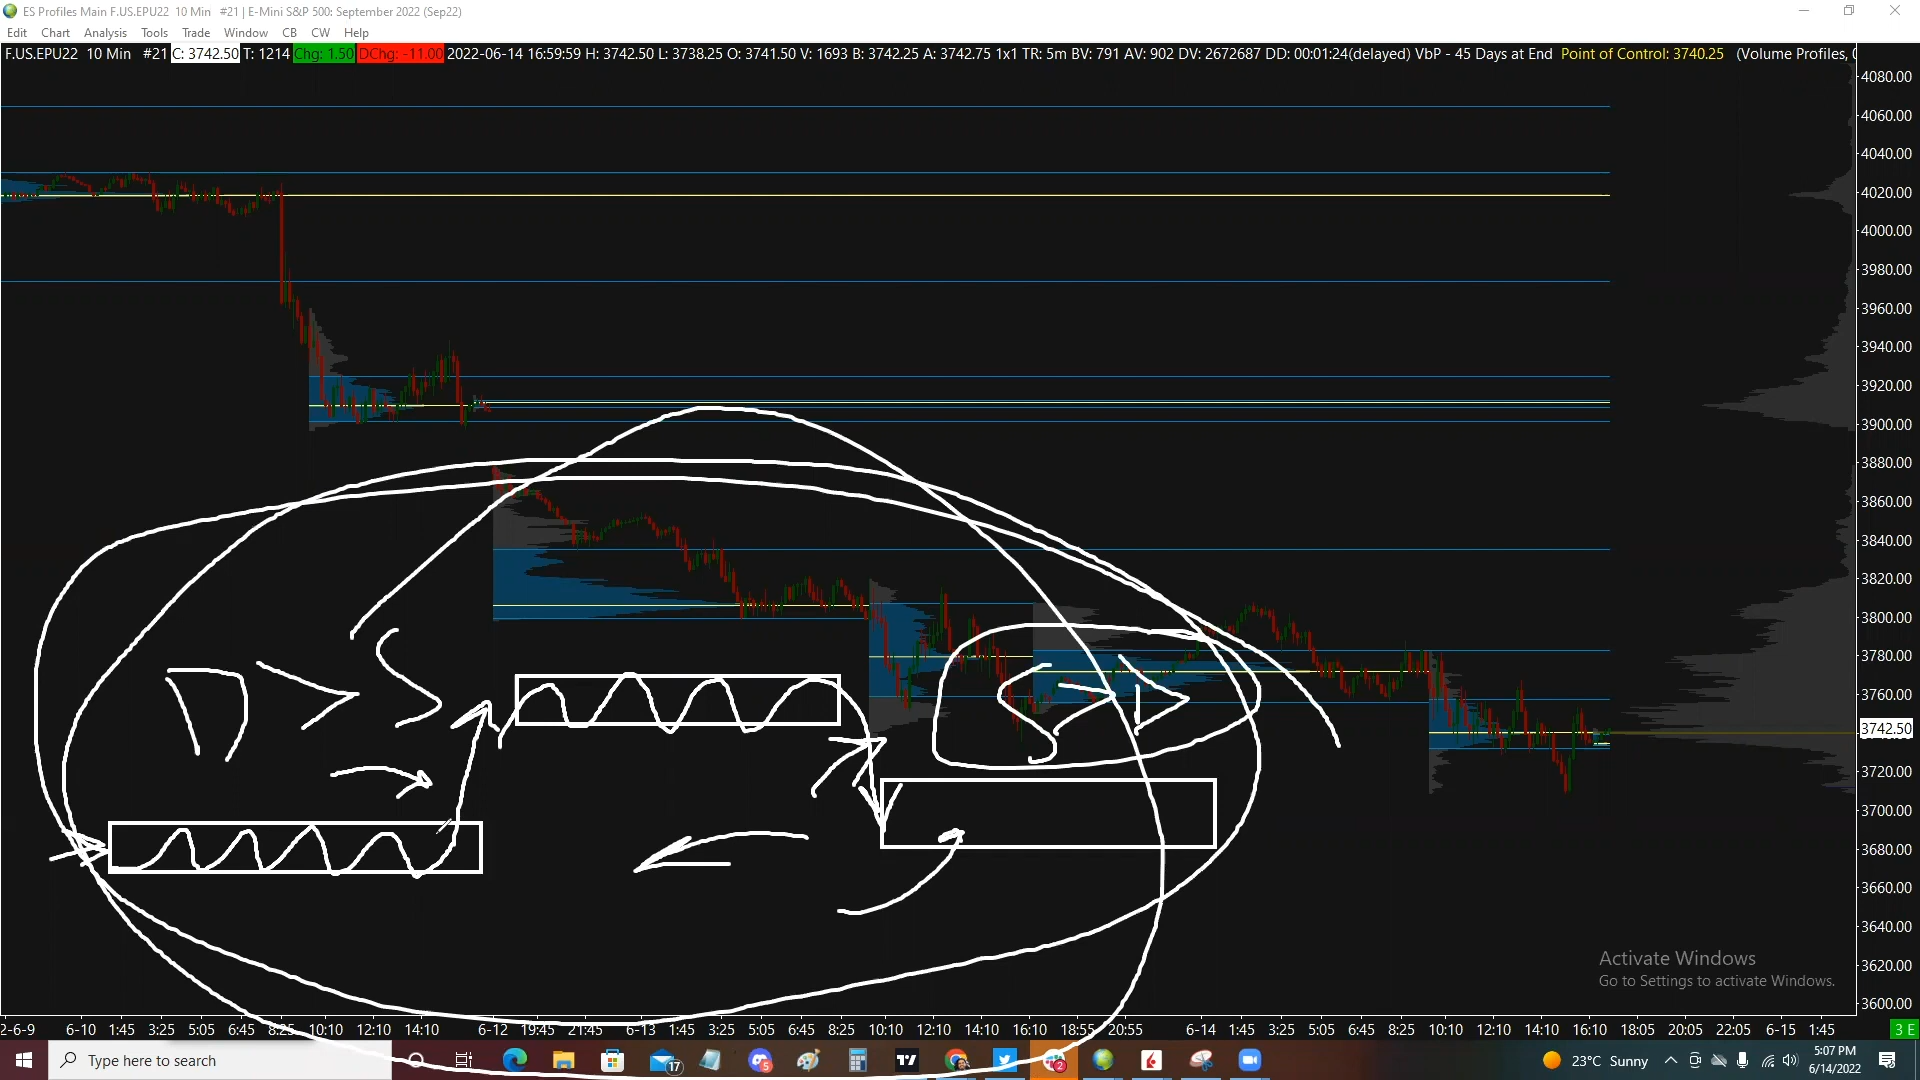 ES Profiles Main F.US.EPU22 10 Min #21 | E-Mini S&P 500: September 2022 (Sep22)
Edit Chart Analysis Tools Trade Window CB CW Help
F.US.EPU22 10 Min #21 C: 3742.50 T: 1214 Chg: 1.50 DChg: -11.00 2022-06-14 16:59:59 H: 3742.50 L: 3738.25 O: 3741.50 V: 1693 B: 3742.25 A: 3742.75 1x1 TR: 5m BV: 791 AV: 902 DV: 2672687 DD: 00:01:24(delayed) VbP - 45 Days at End Point of Control: 3740.25 (Volume Profiles,
4080.00
4060.00
4040.00
4020.00
4000.00
3980.00
3960.00
3940.00
3920.00
3900.00
3880.00
3860.00
3840.00
3820.00
3800.00
3780.00
3760.00
D > S
S > D
3742.50
3720.00
3700.00
3680.00
3660.00
3640.00
3620.00
3600.00
Activate Windows
Go to Settings to activate Windows.
2-6-9 6-10 1:45 3:25 5:05 6:45 8:25 10:10 12:10 14:10 6-12 19:45 21:45 6-13 1:45 3:25 5:05 6:45 8:25 10:10 12:10 14:10 16:10 18:55 20:55 6-14 1:45 3:25 5:05 6:45 8:25 10:10 12:10 14:10 16:10 18:05 20:05 22:05 6-15 1:45 3 E
Type here to search 17 5 2 23°C Sunny 5:07 PM
6/14/2022